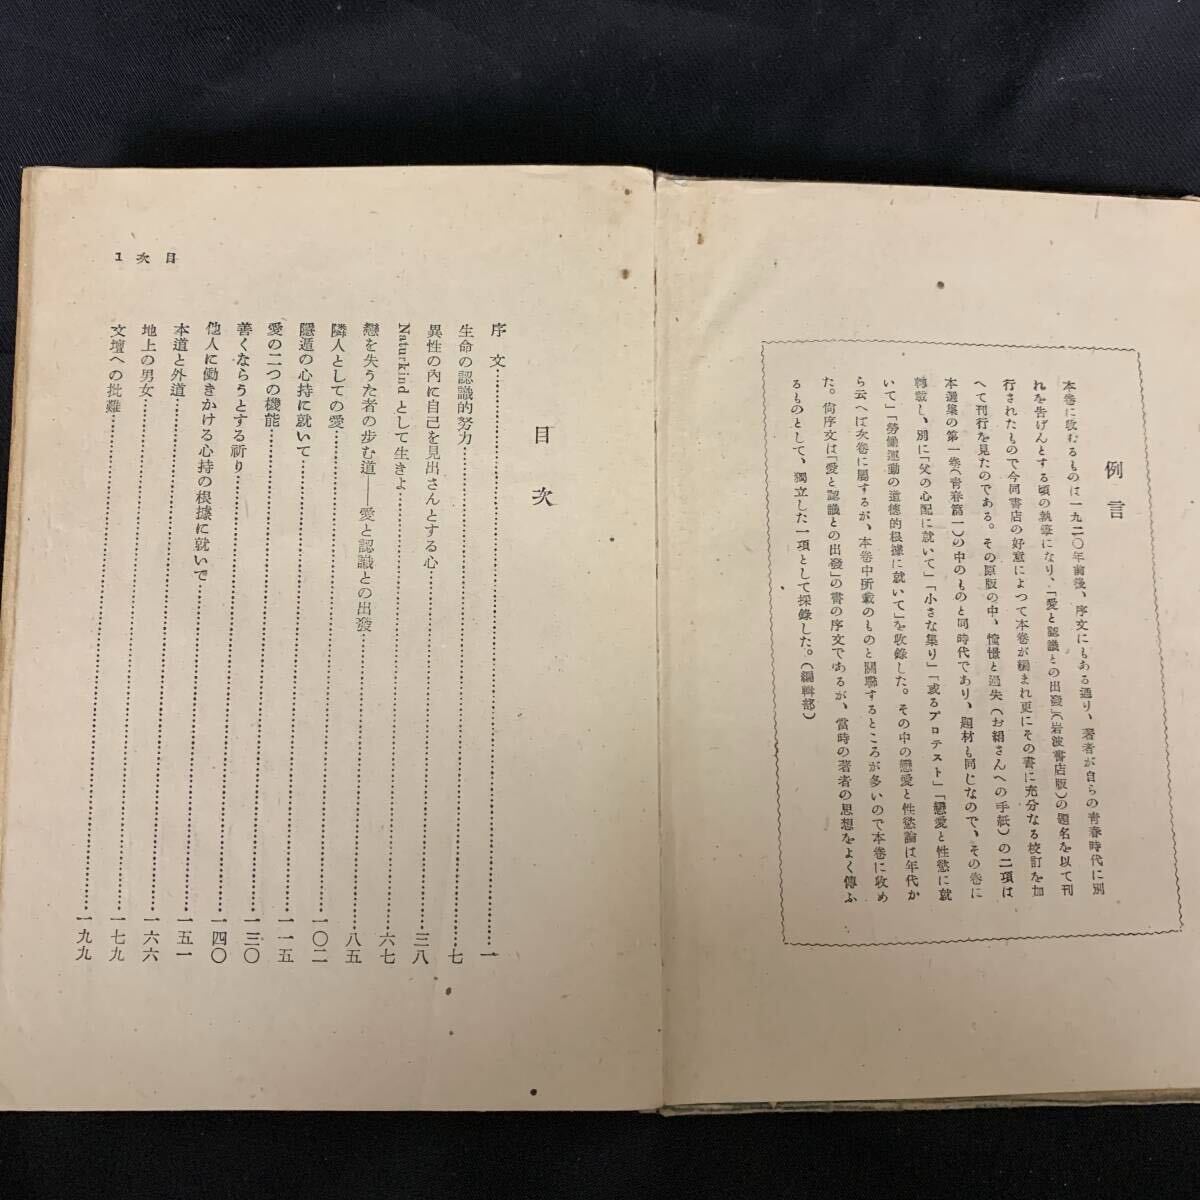 例言
本卷に收むるものは一九二〇年前後、序文にもある通り、著者が自らの青春時代に別
れを告げんとする頃の執筆になり、「愛と認識との出發」(岩波書店版)の題名を以て刊
行されたもので今同書店の好意によつて本卷が編まれ更にその書に充分なる校訂を加
へて刊行を見たのである。その原版の中、憧憬と過失(お絹さんへの手紙)の二項は
本選集の第一卷(青春篇一)の中のものと同時代であり、題材も同じなので、その卷に
轉載し、別に「父の心配に就いて」「小さな集り」「或るプロテスト」「戀愛と性慾に就
いて」「勞働運動の道德的根據に就いて」を收錄した。その中の戀愛と性慾論は年代か
ら云へば次卷に屬するが、本卷中所載のものと關聯するところが多いので本卷に收め
た。尙序文は「愛と認識との出發」の書の序文であるが、當時の著者の思想をよく傳ふ
るものとして、獨立した一項として採錄した。(編輯部)
目次 1
目次
序文……一
生命の認識的努力……七
異性の內に自己を見出さんとする心……三八
Naturkind として生きよ……六七
戀を失うた者の步む道——愛と認識との出發……八五
隣人としての愛……一〇二
隱遁の心持に就いて……一一五
愛の二つの機能……一三〇
善くならうとする祈り……一四〇
他人に働きかける心持の根據に就いて……一五一
本道と外道……一六六
地上の男女……一七九
文壇への批難……一九九